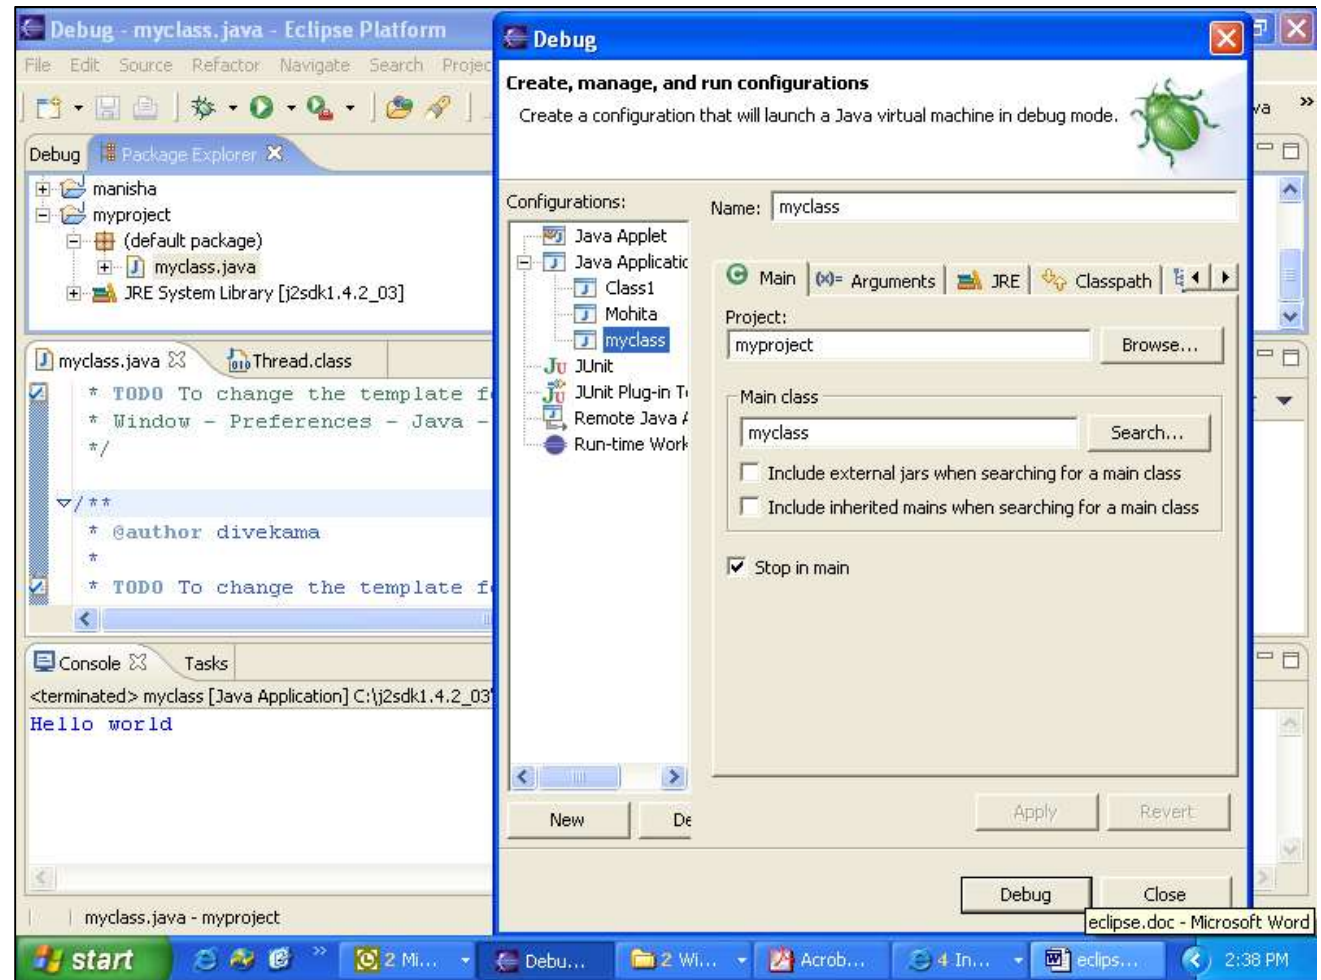 Debug - myclass.java - Eclipse Platform
File Edit Source Refactor Navigate Search Projec
va »
Debug Package Explorer
manisha
myproject
(default package)
myclass.java
JRE System Library [j2sdk1.4.2_03]
myclass.java Thread.class
* TODO To change the template fo
* Window - Preferences - Java -
*/
/**
* @author divekama
*
* TODO To change the template fo
Console Tasks
<terminated> myclass [Java Application] C:\j2sdk1.4.2_03\
Hello world
myclass.java - myproject
Debug
Create, manage, and run configurations
Create a configuration that will launch a Java virtual machine in debug mode.
Configurations:
Java Applet
Java Applicatic
Class1
Mohita
myclass
JUnit
JUnit Plug-in Te
Remote Java A
Run-time Work
New De
Name: myclass
Main (x)= Arguments JRE Classpath
Project:
myproject Browse...
Main class
myclass Search...
Include external jars when searching for a main class
Include inherited mains when searching for a main class
Stop in main
Apply Revert
Debug Close
eclipse.doc - Microsoft Word
start » 2 Mi... Debu... 2 Wi... Acrob... 4 In... eclips... 2:38 PM